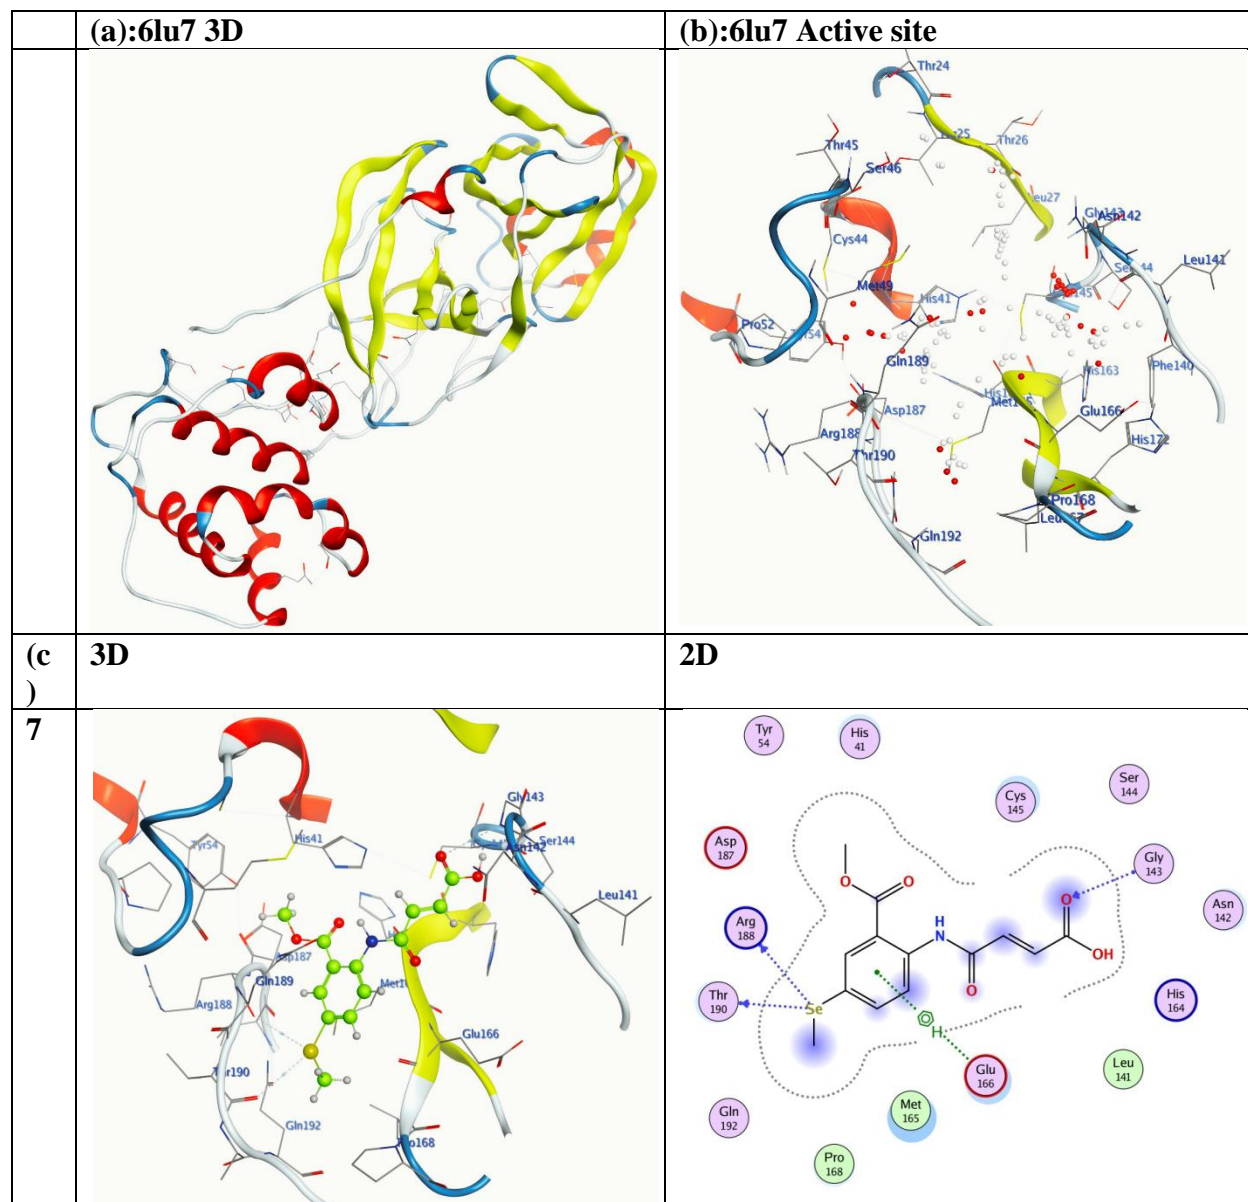 (a):6lu7 3D
(b):6lu7 Active site
Thr24
Thr26
Thr45
Ser46
Leu27
Asn142
Cys44
Leu141
Met49
His41
Pro52
Gln189
His163
Phe140
Asp187
Glu166
Arg188
His172
Thr190
Pro168
Gln192
(c
)
3D
2D
7
Gly143
Tyr54
His41
Ser144
Asn142
Leu141
Asp187
Gln189
Arg188
Glu166
Thr190
Gln192
Tyr
54
His
41
Cys
145
Ser
144
Asp
187
Gly
143
O
O
O
Asn
142
Arg
188
H
N
OH
O
Thr
190
Se
His
164
H
Glu
166
Leu
141
Gln
192
Met
165
Pro
168